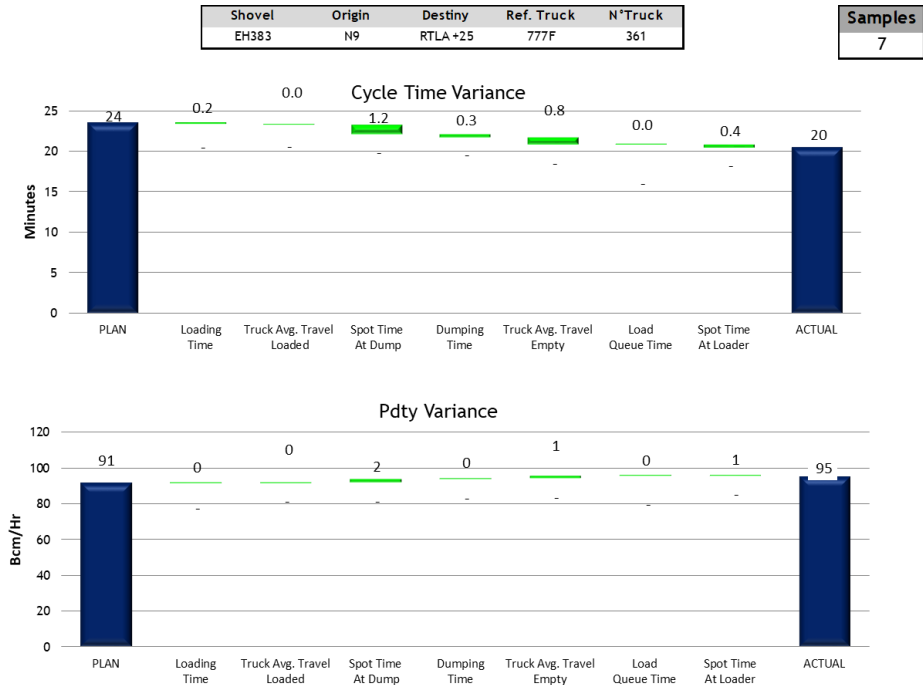 Shovel Origin Destiny Ref. Truck N°Truck
EH383 N9 RTLA +25 777F 361
Samples
7
Cycle Time Variance
Minutes
25
20
15
10
5
0
24 0.2 0.0 1.2 0.3 0.8 0.0 0.4 20
- - - - - - -
PLAN Loading Truck Avg. Travel Spot Time Dumping Truck Avg. Travel Load Spot Time ACTUAL
Time Loaded At Dump Time Empty Queue Time At Loader
Pdty Variance
Bcm/Hr
120
100
80
60
40
20
0
91 0 0 2 0 1 0 1 95
- - - - - - -
PLAN Loading Truck Avg. Travel Spot Time Dumping Truck Avg. Travel Load Spot Time ACTUAL
Time Loaded At Dump Time Empty Queue Time At Loader